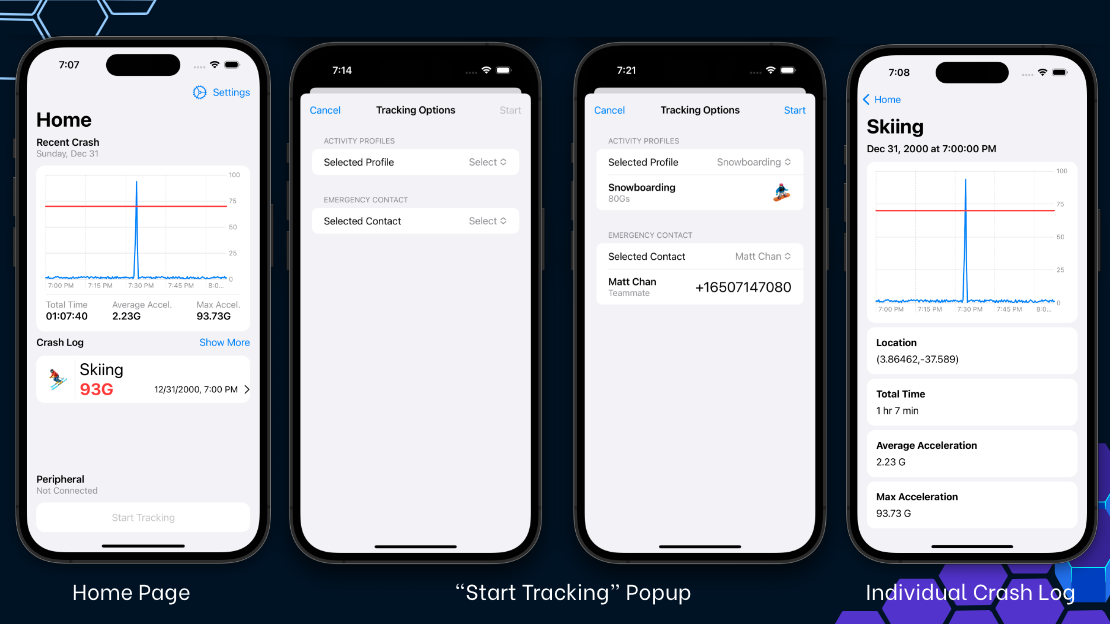 7:07
Settings
Home
Recent Crash
Sunday, Dec 31
100
75
50
25
0
7:00 PM 7:15 PM 7:30 PM 7:45 PM 8:0...
Total Time Average Accel. Max Accel.
01:07:40 2.23G 93.73G
Crash Log Show More
Skiing
93G 12/31/2000, 7:00 PM
Peripheral
Not Connected
Start Tracking
Home Page
7:14
Cancel Tracking Options Start
ACTIVITY PROFILES
Selected Profile Select
EMERGENCY CONTACT
Selected Contact Select
7:21
Cancel Tracking Options Start
ACTIVITY PROFILES
Selected Profile Snowboarding
Snowboarding
80Gs
EMERGENCY CONTACT
Selected Contact Matt Chan
Matt Chan
Teammate
+16507147080
“Start Tracking” Popup
7:08
Home
Skiing
Dec 31, 2000 at 7:00:00 PM
100
75
50
25
0
7:00 PM 7:15 PM 7:30 PM 7:45 PM 8:0...
Location
(3.86462,-37.589)
Total Time
1 hr 7 min
Average Acceleration
2.23 G
Max Acceleration
93.73 G
Individual Crash Log